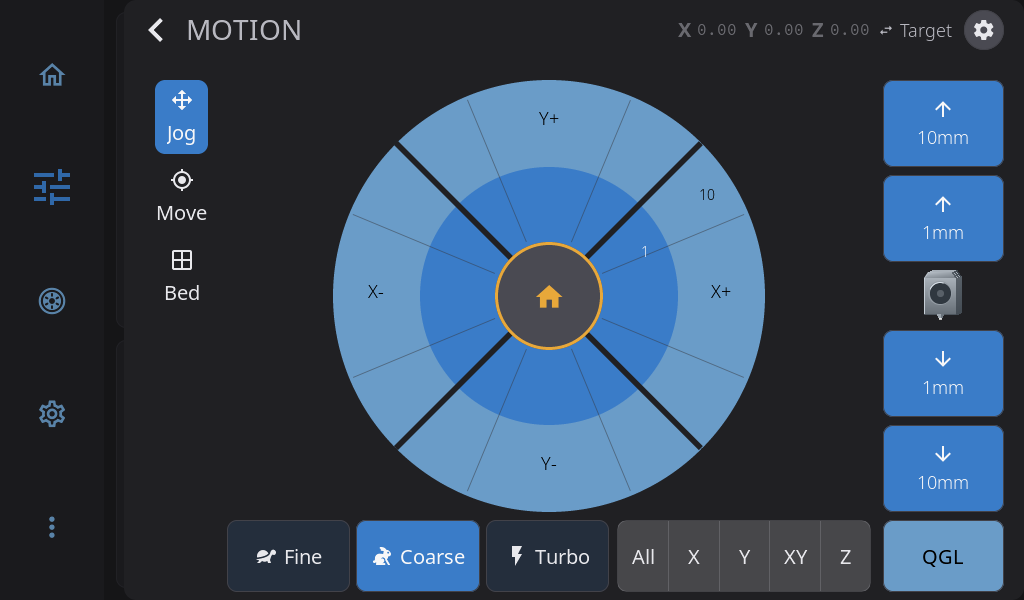 MOTION
X 0.00 Y 0.00 Z 0.00 Target
Jog
Move
Bed
Y+
10
1
X-
X+
Y-
10mm
1mm
1mm
10mm
Fine
Coarse
Turbo
All
X
Y
XY
Z
QGL